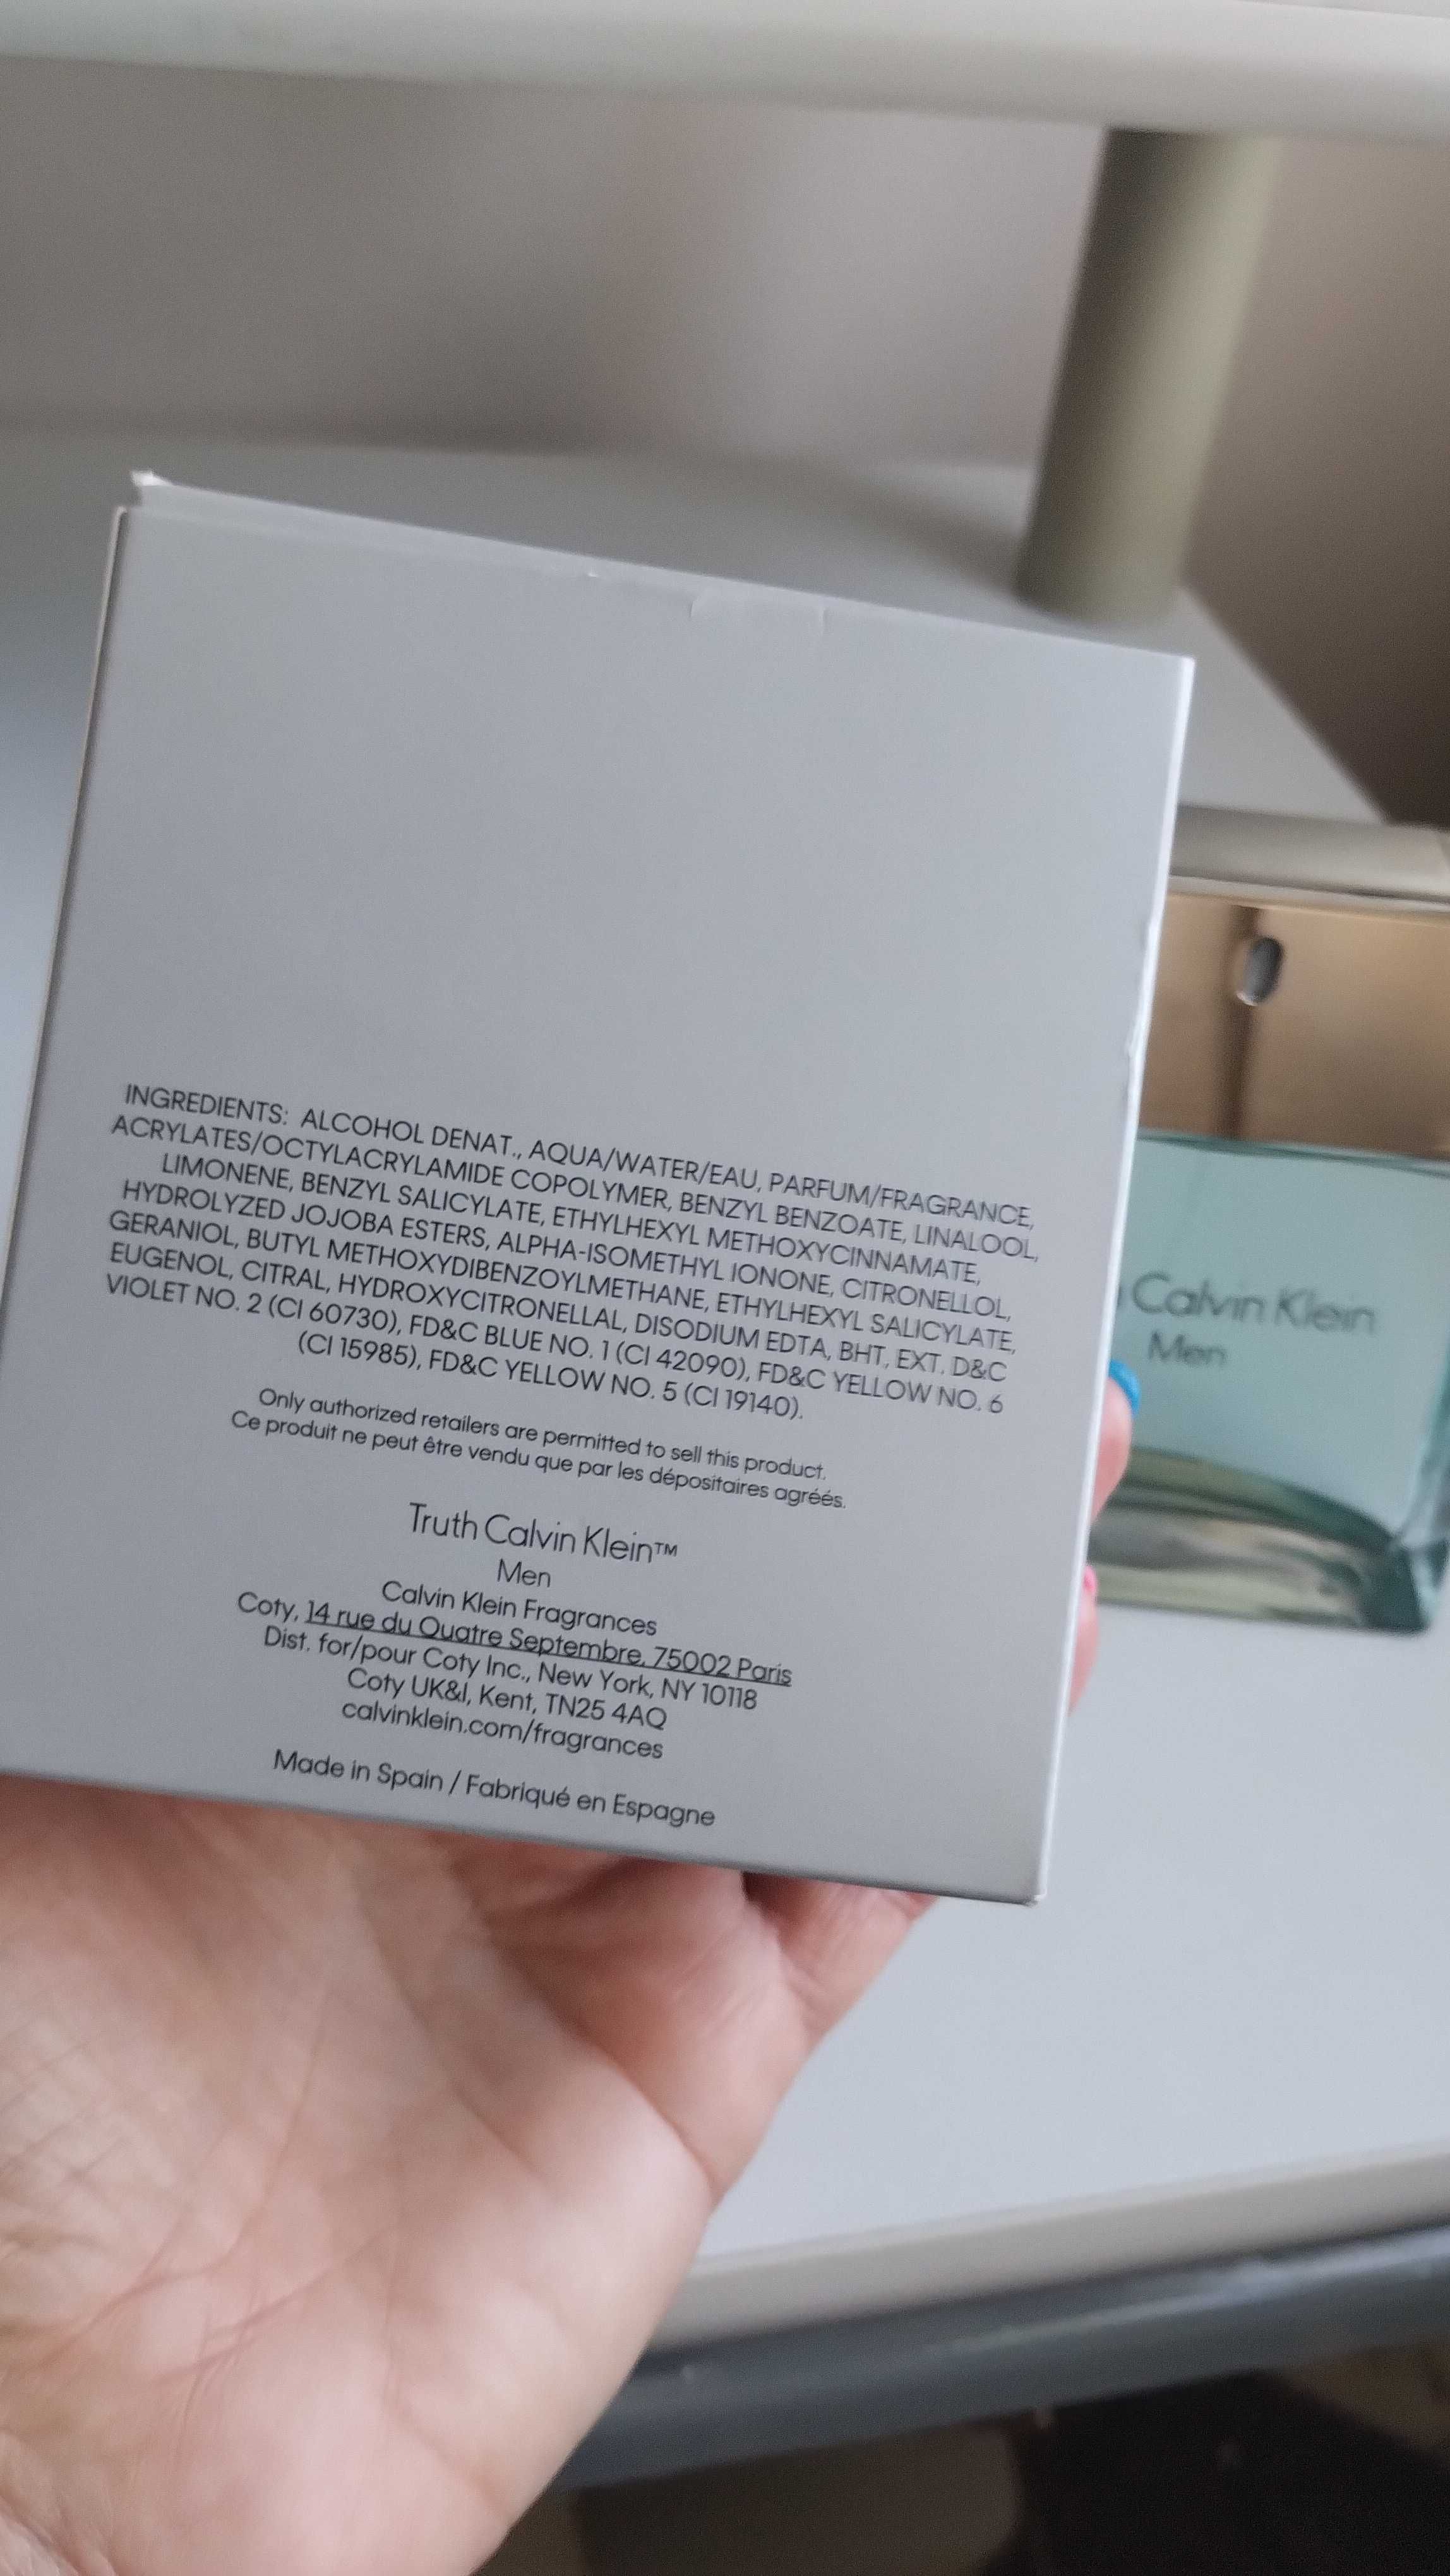 INGREDIENTS: ALCOHOL DENAT., AQUA/WATER/EAU, PARFUM/FRAGRANCE,
ACRYLATES/OCTYLACRYLAMIDE COPOLYMER, BENZYL BENZOATE, LINALOOL,
LIMONENE, BENZYL SALICYLATE, ETHYLHEXYL METHOXYCINNAMATE,
HYDROLYZED JOJOBA ESTERS, ALPHA-ISOMETHYL IONONE, CITRONELLOL,
GERANIOL, BUTYL METHOXYDIBENZOYLMETHANE, ETHYLHEXYL SALICYLATE,
EUGENOL, CITRAL, HYDROXYCITRONELLAL, DISODIUM EDTA, BHT, EXT. D&C
VIOLET NO. 2 (CI 60730), FD&C BLUE NO. 1 (CI 42090), FD&C YELLOW NO. 6
(CI 15985), FD&C YELLOW NO. 5 (CI 19140).
Only authorized retailers are permitted to sell this product.
Ce produit ne peut être vendu que par les dépositaires agréés.
Truth Calvin Klein™
Men
Calvin Klein Fragrances
Coty, 14 rue du Quatre Septembre, 75002 Paris
Dist. for/pour Coty Inc., New York, NY 10118
Coty UK&I, Kent, TN25 4AQ
calvinklein.com/fragrances
Made in Spain / Fabriqué en Espagne
Calvin Klein
Men